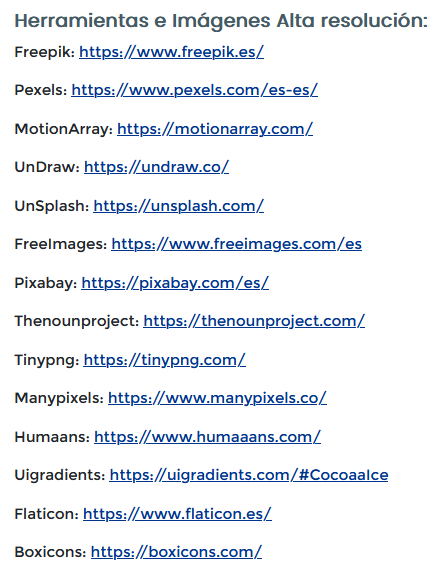 Herramientas e Imágenes Alta resolución:
Freepik: https://www.freepik.es/
Pexels: https://www.pexels.com/es-es/
MotionArray: https://motionarray.com/
UnDraw: https://undraw.co/
UnSplash: https://unsplash.com/
FreeImages: https://www.freeimages.com/es
Pixabay: https://pixabay.com/es/
Thenounproject: https://thenounproject.com/
Tinypng: https://tinypng.com/
Manypixels: https://www.manypixels.co/
Humaans: https://www.humaaans.com/
Uigradients: https://uigradients.com/#CocoaaIce
Flaticon: https://www.flaticon.es/
Boxicons: https://boxicons.com/